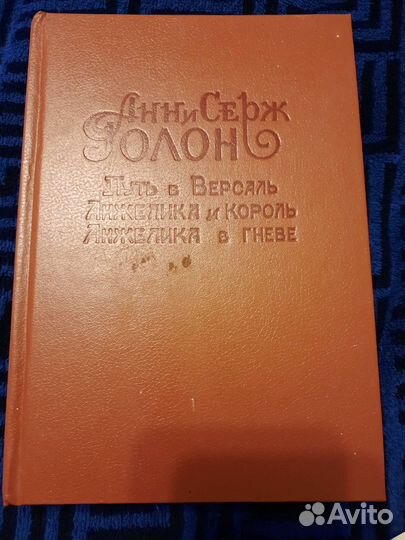 Анн и Серж
Голон
Путь в Версаль
Анжелика и король
Анжелика в гневе
Avito